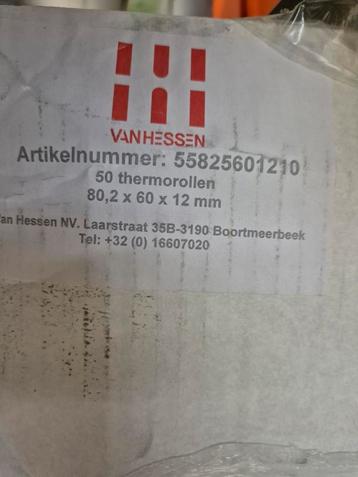 VANHESSEN
Artikelnummer: 55825601210
50 thermorollen
80,2 x 60 x 12 mm
an Hessen NV. Laarstraat 35B-3190 Boortmeerbeek
Tel: +32 (0) 16607020